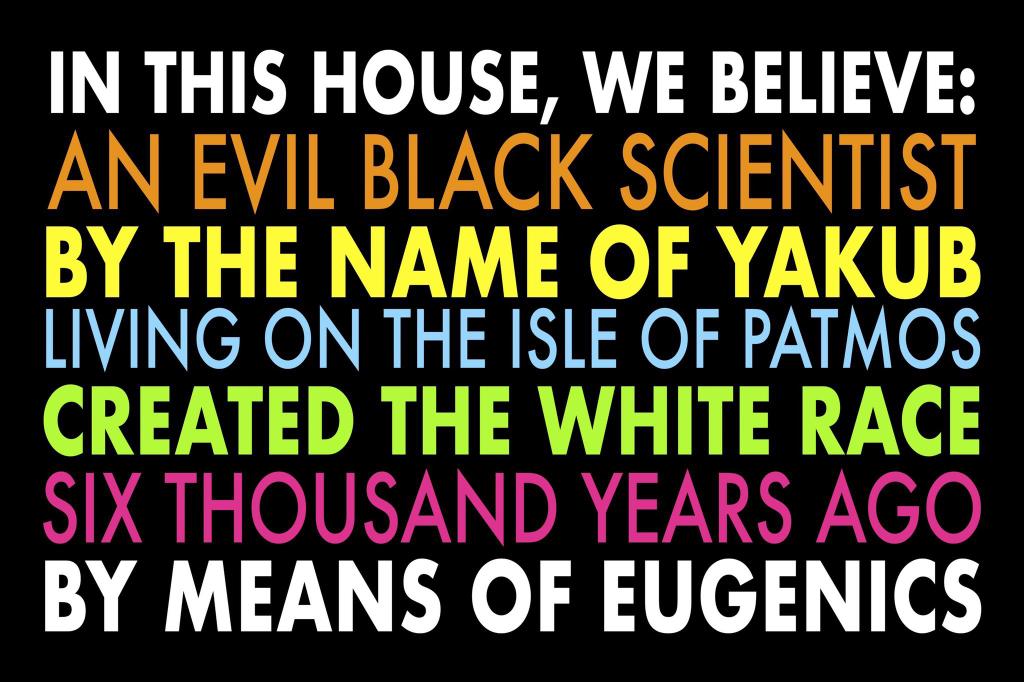 IN THIS HOUSE, WE BELIEVE:
AN EVIL BLACK SCIENTIST
BY THE NAME OF YAKUB
LIVING ON THE ISLE OF PATMOS
CREATED THE WHITE RACE
SIX THOUSAND YEARS AGO
BY MEANS OF EUGENICS